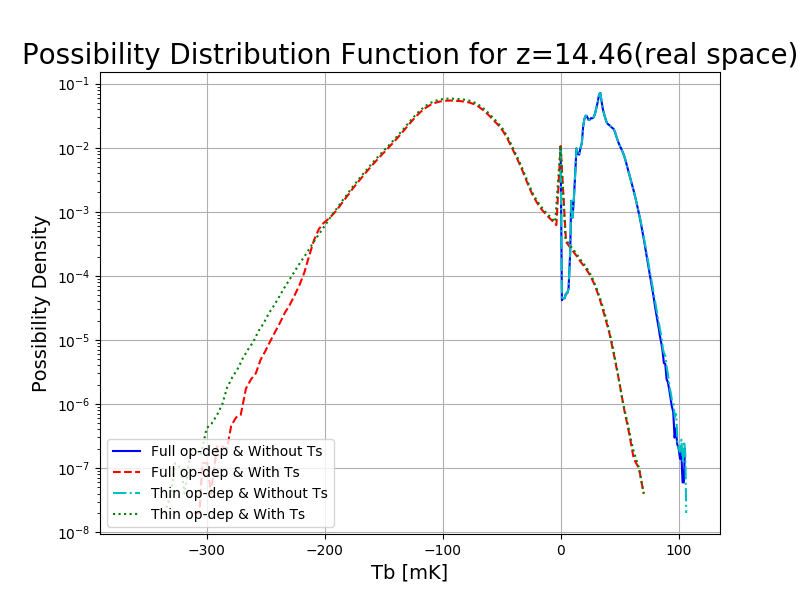 Possibility Distribution Function for z=14.46(real space)
Possibility Density
10⁻¹
10⁻²
10⁻³
10⁻⁴
10⁻⁵
10⁻⁶
10⁻⁷
10⁻⁸
Full op-dep & Without Ts
Full op-dep & With Ts
Thin op-dep & Without Ts
Thin op-dep & With Ts
−300 −200 −100 0 100
Tb [mK]